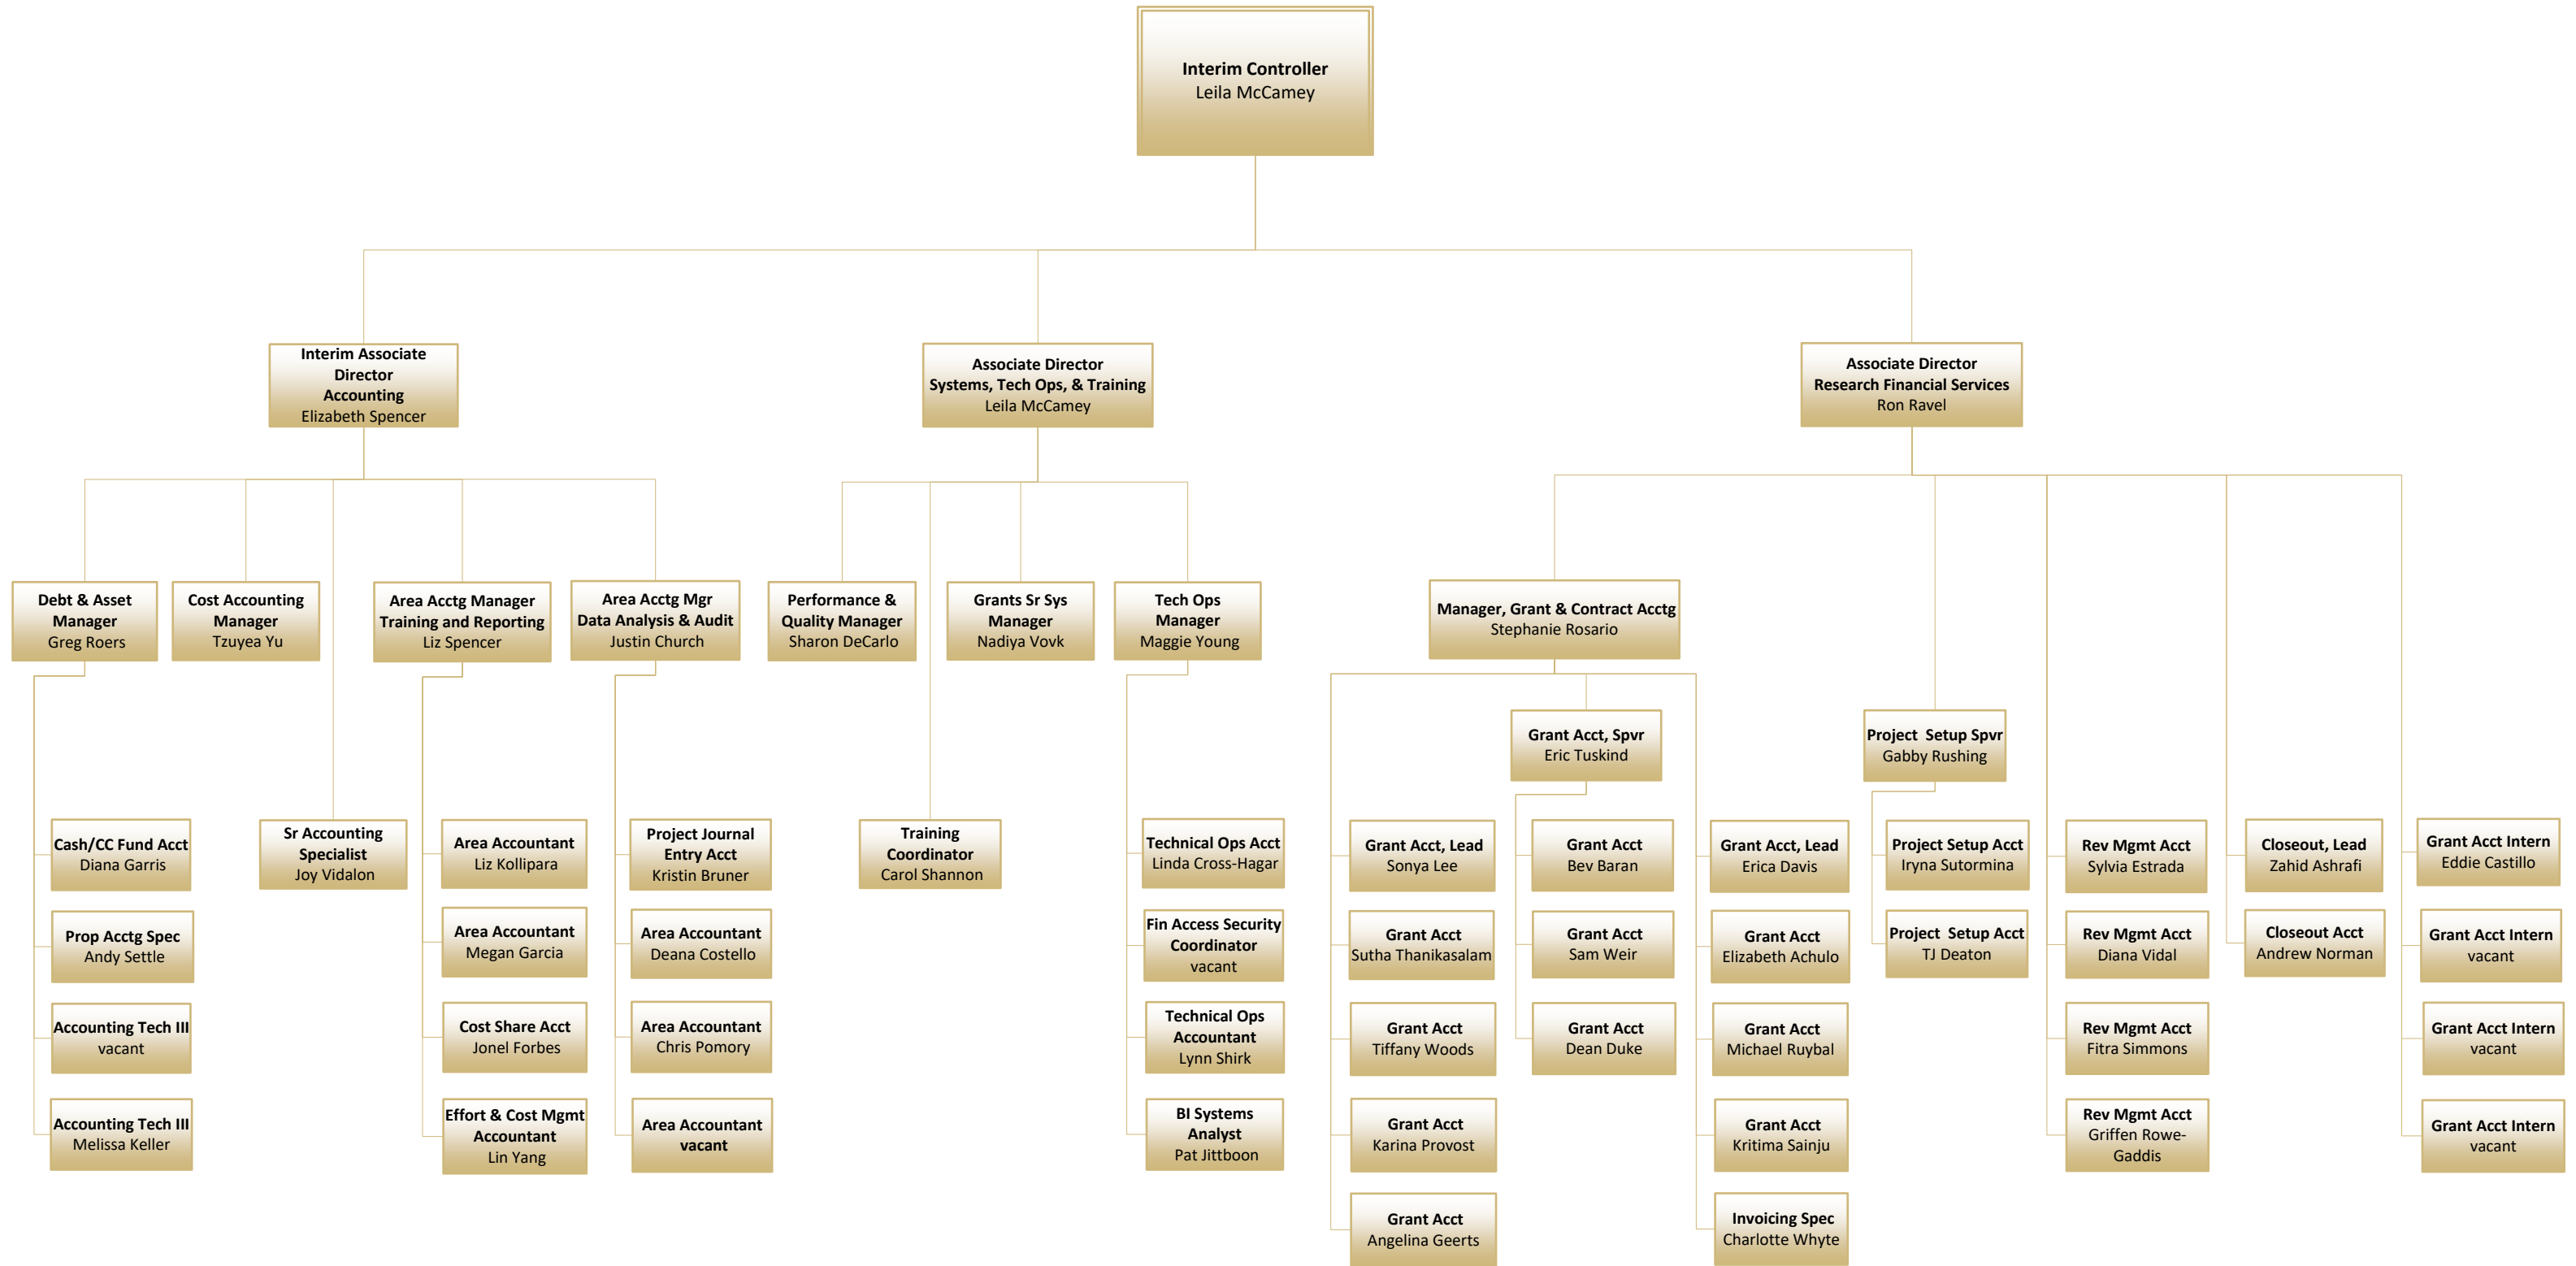 Interim Controller
Leila McCamey
Interim Associate
Director
Accounting
Elizabeth Spencer
Associate Director
Systems, Tech Ops, & Training
Leila McCamey
Associate Director
Research Financial Services
Ron Ravel
Debt & Asset
Manager
Greg Roers
Cost Accounting
Manager
Tzuyea Yu
Area Acctg Manager
Training and Reporting
Liz Spencer
Area Acctg Mgr
Data Analysis & Audit
Justin Church
Performance &
Quality Manager
Sharon DeCarlo
Grants Sr Sys
Manager
Nadiya Vovk
Tech Ops
Manager
Maggie Young
Manager, Grant & Contract Acctg
Stephanie Rosario
Grant Acct, Spvr
Eric Tuskind
Project  Setup Spvr
Gabby Rushing
Cash/CC Fund Acct
Diana Garris
Prop Acctg Spec
Andy Settle
Accounting Tech III
vacant
Accounting Tech III
Melissa Keller
Sr Accounting
Specialist
Joy Vidalon
Area Accountant
Liz Kollipara
Area Accountant
Megan Garcia
Cost Share Acct
Jonel Forbes
Effort & Cost Mgmt
Accountant
Lin Yang
Project Journal
Entry Acct
Kristin Bruner
Area Accountant
Deana Costello
Area Accountant
Chris Pomory
Area Accountant
vacant
Training
Coordinator
Carol Shannon
Technical Ops Acct
Linda Cross-Hagar
Fin Access Security
Coordinator
vacant
Technical Ops
Accountant
Lynn Shirk
BI Systems
Analyst
Pat Jittboon
Grant Acct, Lead
Sonya Lee
Grant Acct
Sutha Thanikasalam
Grant Acct
Tiffany Woods
Grant Acct
Karina Provost
Grant Acct
Angelina Geerts
Grant Acct
Bev Baran
Grant Acct
Sam Weir
Grant Acct
Dean Duke
Grant Acct, Lead
Erica Davis
Grant Acct
Elizabeth Achulo
Grant Acct
Michael Ruybal
Grant Acct
Kritima Sainju
Invoicing Spec
Charlotte Whyte
Project Setup Acct
Iryna Sutormina
Project  Setup Acct
TJ Deaton
Rev Mgmt Acct
Sylvia Estrada
Rev Mgmt Acct
Diana Vidal
Rev Mgmt Acct
Fitra Simmons
Rev Mgmt Acct
Griffen Rowe-
Gaddis
Closeout, Lead
Zahid Ashrafi
Closeout Acct
Andrew Norman
Grant Acct Intern
Eddie Castillo
Grant Acct Intern
vacant
Grant Acct Intern
vacant
Grant Acct Intern
vacant